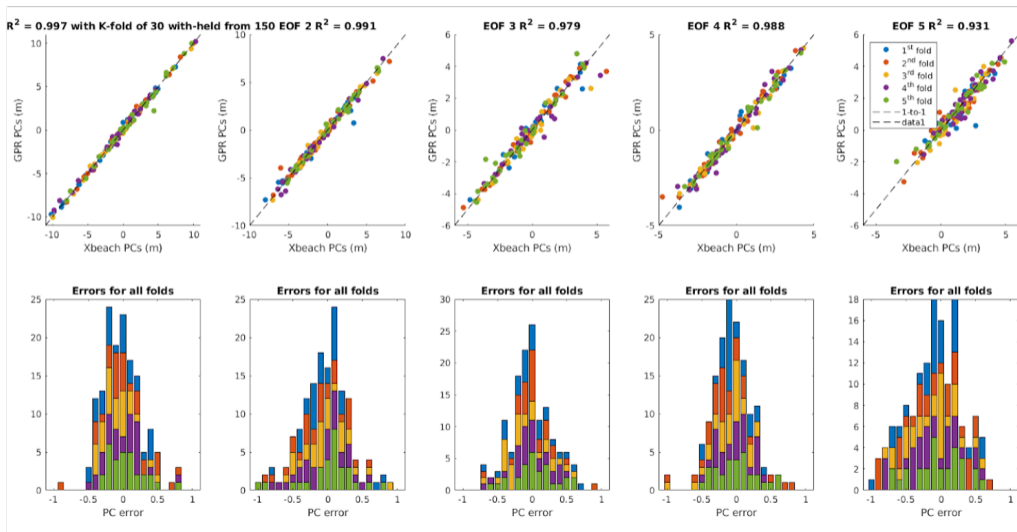 R² = 0.997 with K-fold of 30 with-held from 150 EOF 2 R² = 0.991
EOF 3 R² = 0.979
EOF 4 R² = 0.988
EOF 5 R² = 0.931
GPR PCs (m)
10
5
0
-5
-10
-10 -5 0 5 10
Xbeach PCs (m)
GPR PCs (m)
10
5
0
-5
-10
-10 -5 0 5 10
Xbeach PCs (m)
GPR PCs (m)
6
4
2
0
-2
-4
-6
-5 0 5
Xbeach PCs (m)
GPR PCs (m)
5
0
-5
-5 0 5
Xbeach PCs (m)
GPR PCs (m)
6
4
2
0
-2
-4
-6
-5 0 5
Xbeach PCs (m)
1st fold
2nd fold
3rd fold
4th fold
5th fold
1-to-1
data1
Errors for all folds
25
20
15
10
5
0
-1 -0.5 0 0.5 1
PC error
Errors for all folds
25
20
15
10
5
0
-1 -0.5 0 0.5 1
PC error
Errors for all folds
30
25
20
15
10
5
0
-1 -0.5 0 0.5 1
PC error
Errors for all folds
25
20
15
10
5
0
-1 -0.5 0 0.5 1
PC error
Errors for all folds
18
16
14
12
10
8
6
4
2
0
-1 -0.5 0 0.5 1
PC error